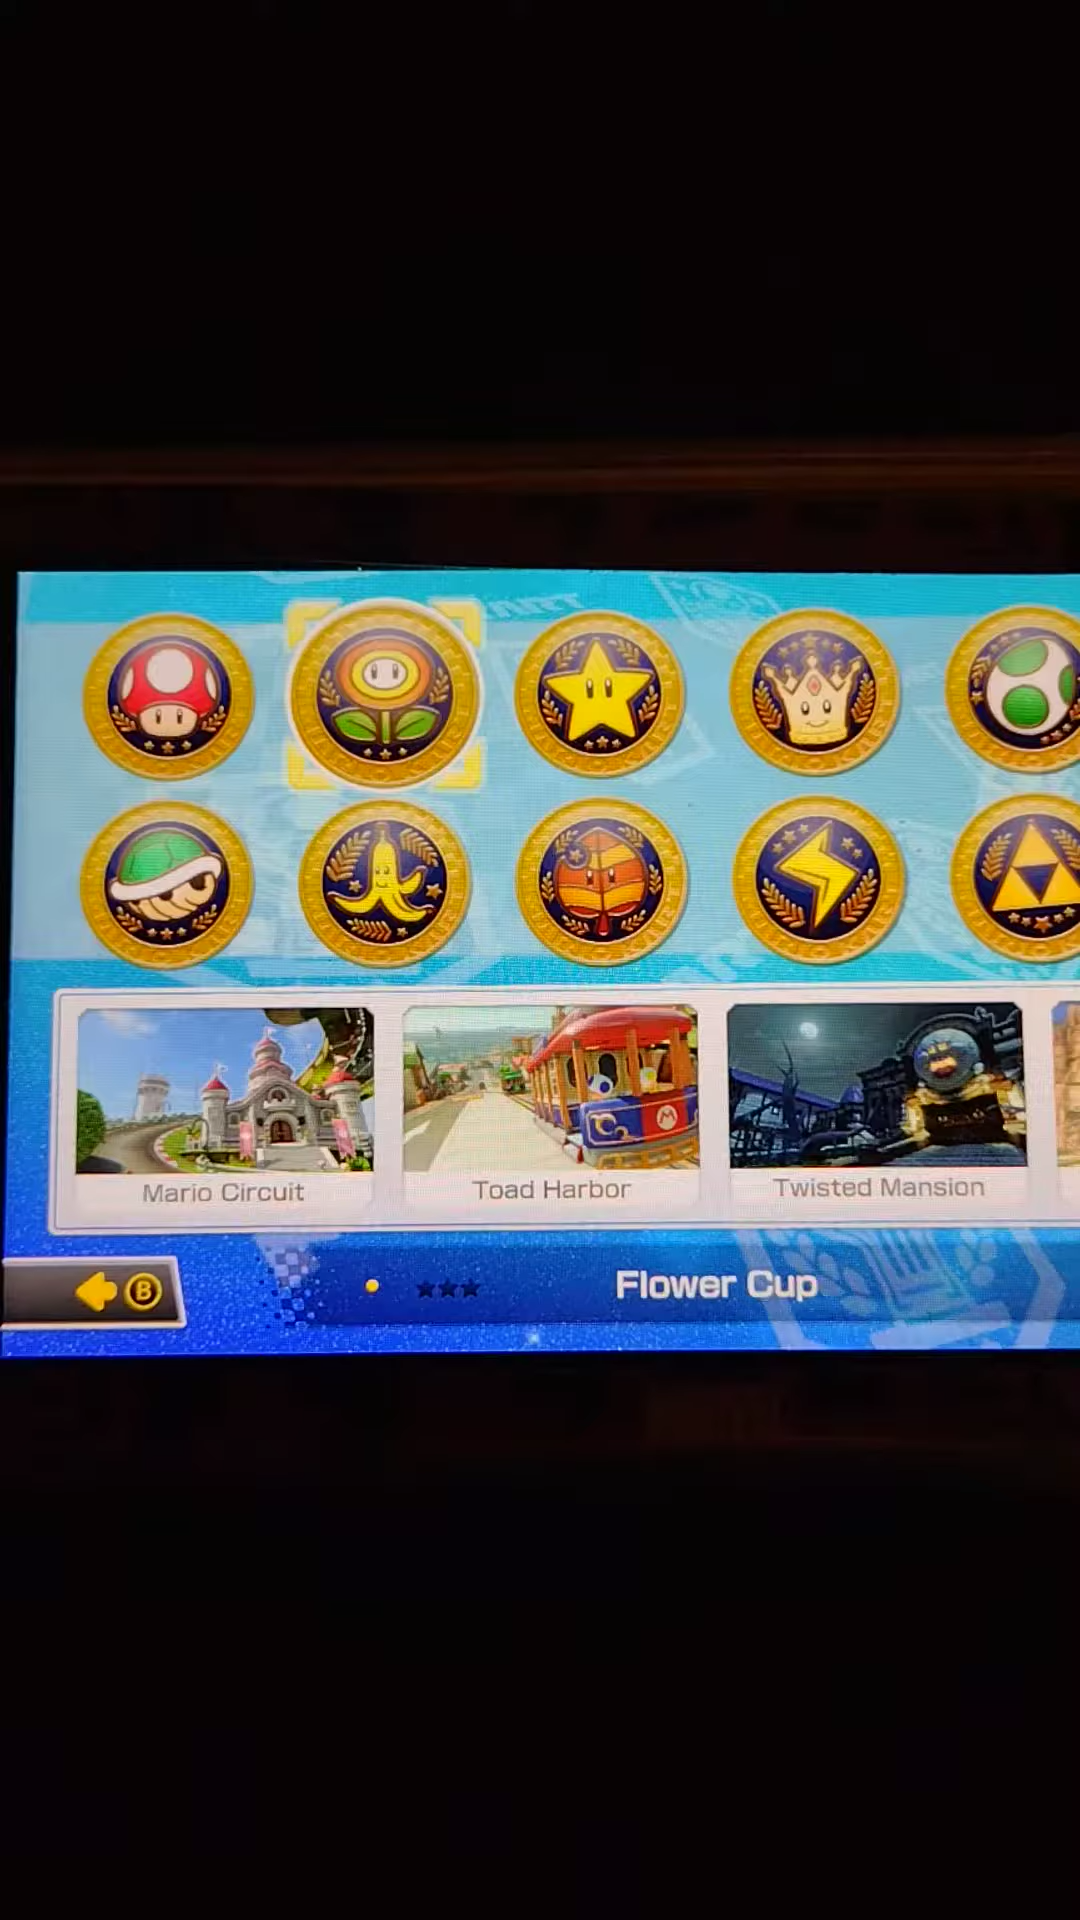 Mario Circuit
Toad Harbor
Twisted Mansion
B
Flower Cup